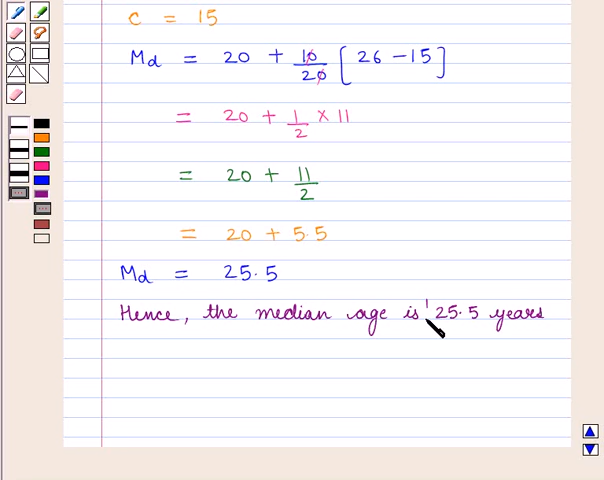 C = 15
Md = 20 + 10/20 [26 - 15]
= 20 + 1/2 × 11
= 20 + 11/2
= 20 + 5.5
Md = 25.5
Hence, the median age is 25.5 years